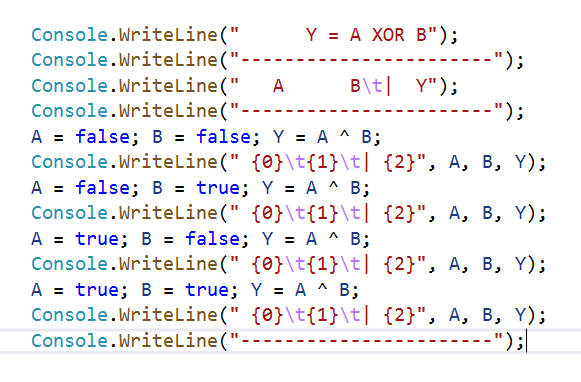 Console.WriteLine("      Y = A XOR B");
Console.WriteLine("-----------------------");
Console.WriteLine("   A      B\t|  Y");
Console.WriteLine("-----------------------");
A = false; B = false; Y = A ^ B;
Console.WriteLine(" {0}\t{1}\t| {2}", A, B, Y);
A = false; B = true; Y = A ^ B;
Console.WriteLine(" {0}\t{1}\t| {2}", A, B, Y);
A = true; B = false; Y = A ^ B;
Console.WriteLine(" {0}\t{1}\t| {2}", A, B, Y);
A = true; B = true; Y = A ^ B;
Console.WriteLine(" {0}\t{1}\t| {2}", A, B, Y);
Console.WriteLine("-----------------------");